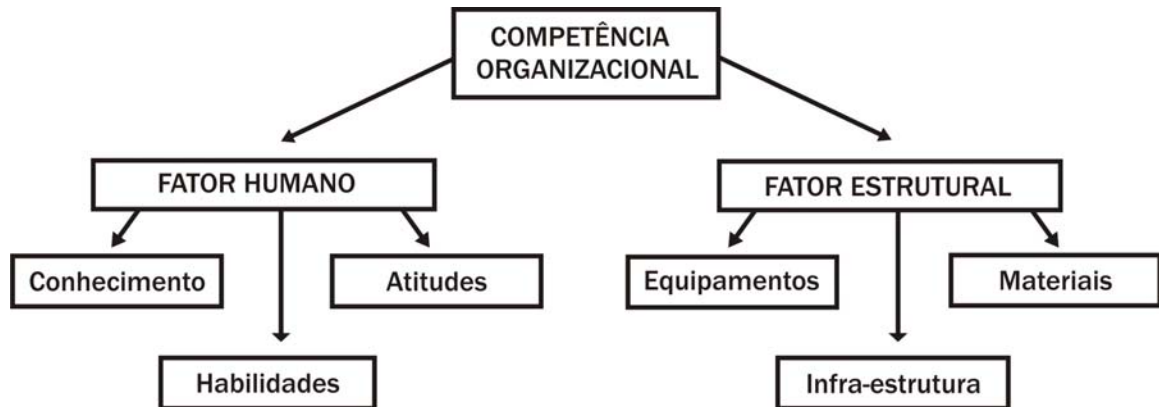 COMPETÊNCIA
ORGANIZACIONAL
FATOR HUMANO
FATOR ESTRUTURAL
Conhecimento
Atitudes
Equipamentos
Materiais
Habilidades
Infra-estrutura